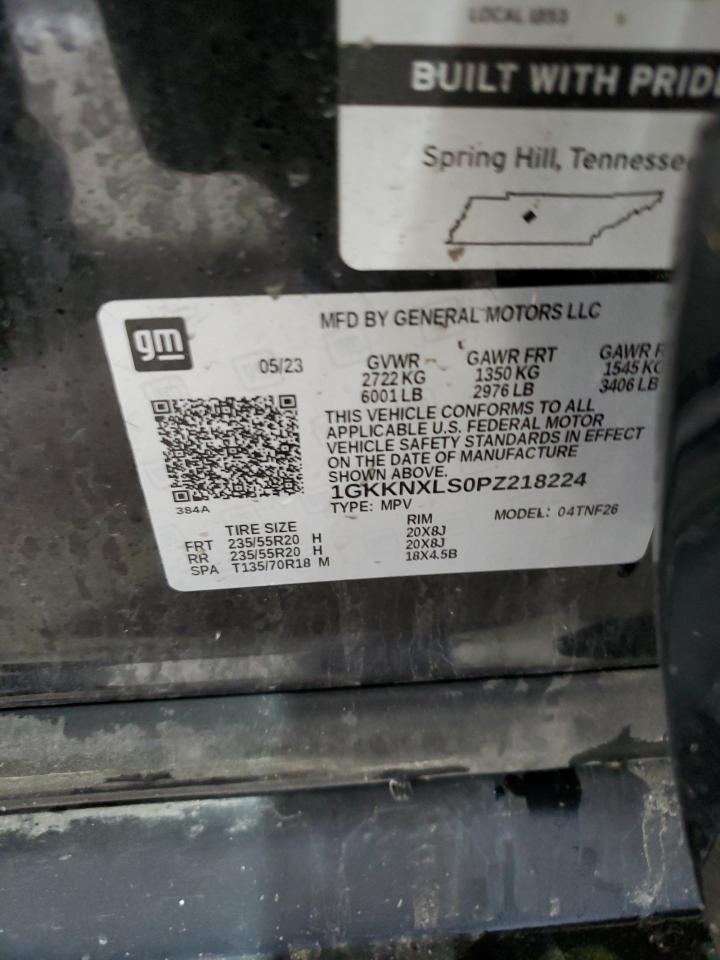 LOCAL 1853
BUILT WITH PRID
Spring Hill, Tennessee
gm
MFD BY GENERAL MOTORS LLC
05/23
GVWR GAWR FRT GAWR
2722 KG 1350 KG 1545 KG
6001 LB 2976 LB 3406 LB
THIS VEHICLE CONFORMS TO ALL
APPLICABLE U.S. FEDERAL MOTOR
VEHICLE SAFETY STANDARDS IN EFFECT
ON THE DATE OF MANUFACTURE
SHOWN ABOVE.
1GKKNXLS0PZ218224
384A
TYPE: MPV MODEL: 04TNF26
TIRE SIZE RIM
FRT 235/55R20 H 20X8J
RR 235/55R20 H 20X8J
SPA T135/70R18 M 18X4.5B